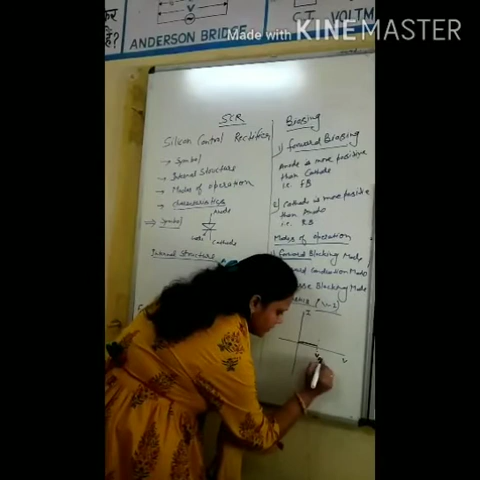 ANDERSON BRIDGE
C.T. VOLTM
Made with KINEMASTER
SCR
Silicon Control Rectifier
→ Symbol
→ Internal Structure
→ Modes of operation
→ characteristics
⇒ Symbol
Anode
Gate
Cathode
Internal Structure
Biasing
1) Forward Biasing
Anode is more positive
than Cathode
i.e. FB
2) Cathode is more positive
than Anode
i.e. RB
Modes of operation
1) Forward Blocking Mode
Conduction Mode
Blocking Mode
I
V